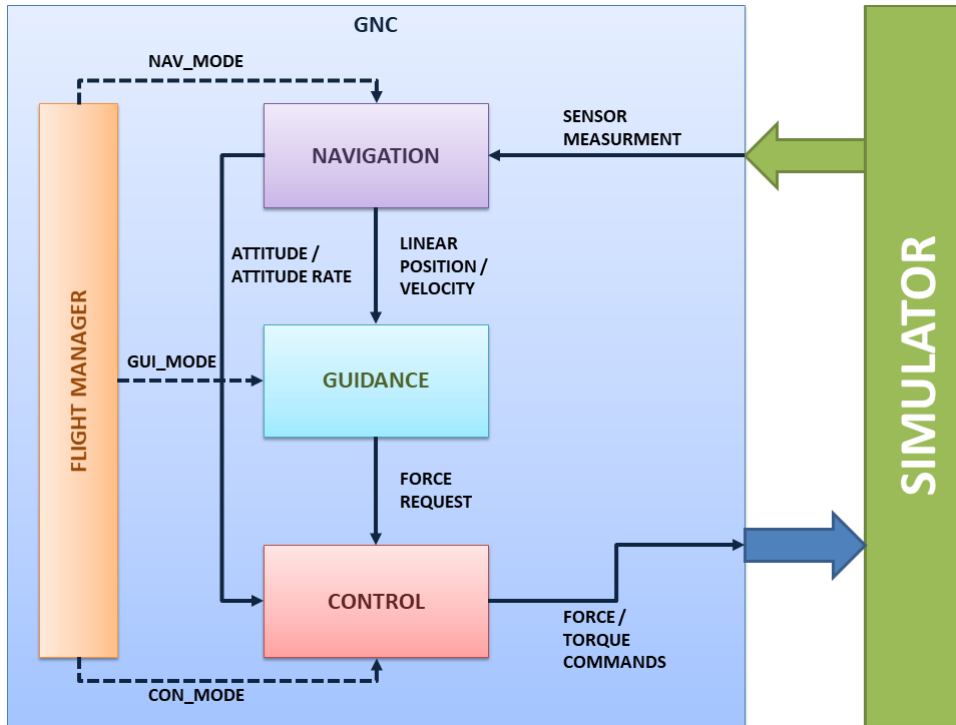 GNC
NAV_MODE
SENSOR
MEASURMENT
NAVIGATION
ATTITUDE /
ATTITUDE RATE
LINEAR
POSITION /
VELOCITY
FLIGHT MANAGER
GUI_MODE
GUIDANCE
SIMULATOR
FORCE
REQUEST
CONTROL
FORCE /
TORQUE
COMMANDS
CON_MODE